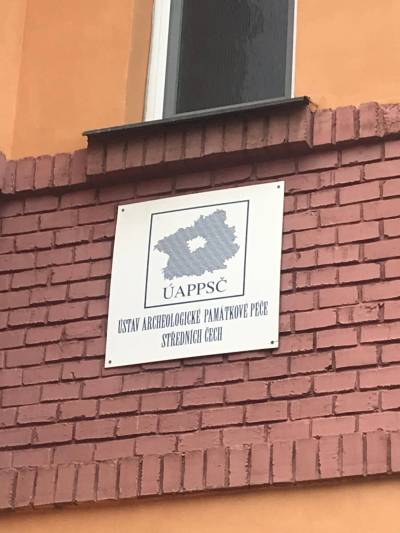 ÚAPPSČ
ÚSTAV ARCHEOLOGICKÉ PAMÁTKOVÉ PÉČE
STŘEDNÍCH ČECH